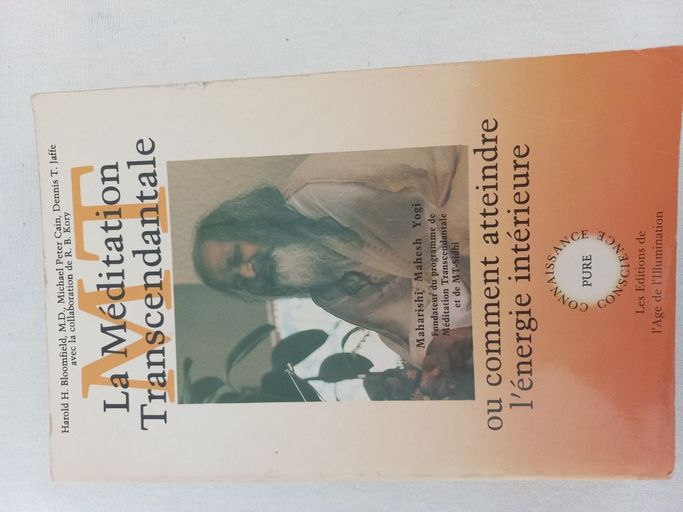 Harold H. Bloomfield, M.D., Michael Peter Cain, Dennis T. Jaffe
avec la collaboration de R. B. Kory
MT
La Méditation
Transcendantale
Maharishi Mahesh Yogi
Fondateur du programme de
Méditation Transcendantale
et de MT-Sidhi
ou comment atteindre
l'énergie intérieure
CONNAISSANCE
PURE
CONSCIENCE
Les Editions de
l'Age de l'Illumination